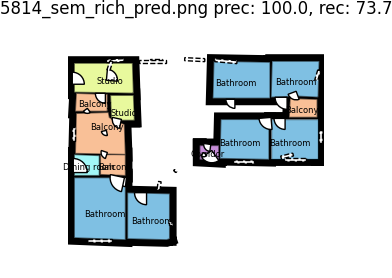 5814_sem_rich_pred.png prec: 100.0, rec: 73.7
Studio
Bathroom
Bathroom
Balcony
Studio
Balcony
Balcony
Bathroom
Bathroom
Dining room
Balcony
Bathroom
Bathroom